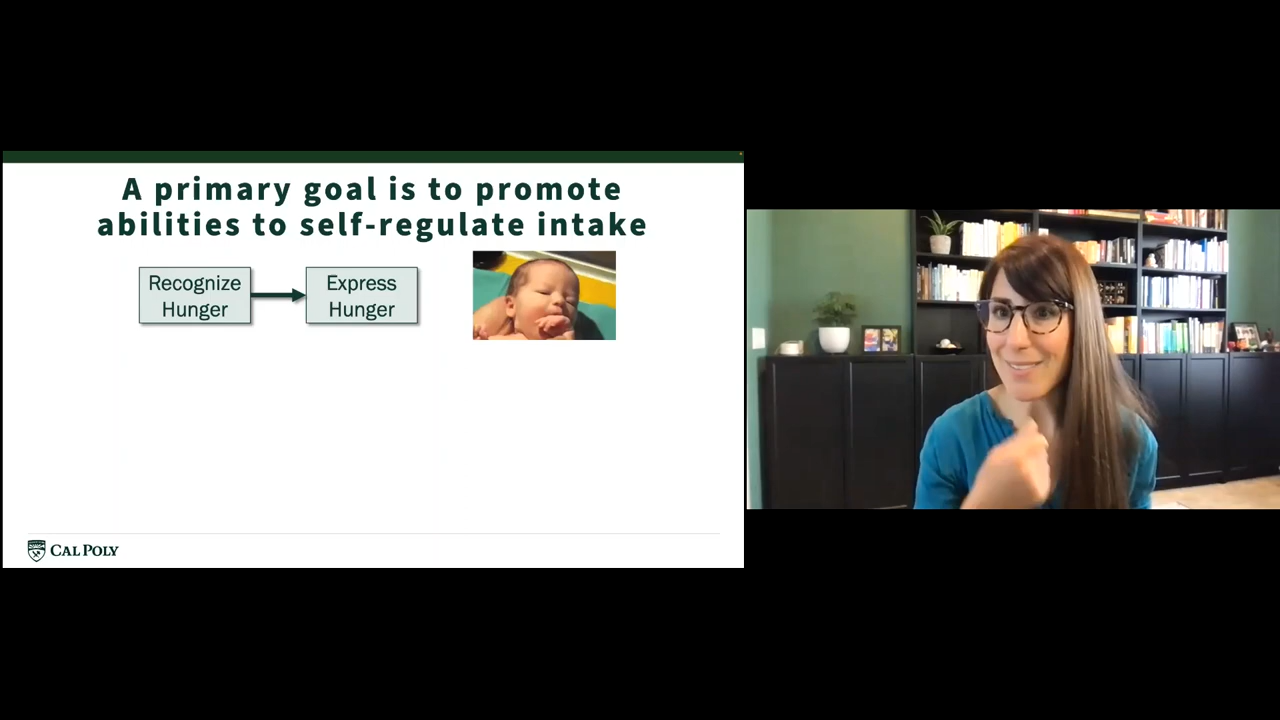 A primary goal is to promote
abilities to self-regulate intake
Recognize
Hunger
Express
Hunger
CAL POLY